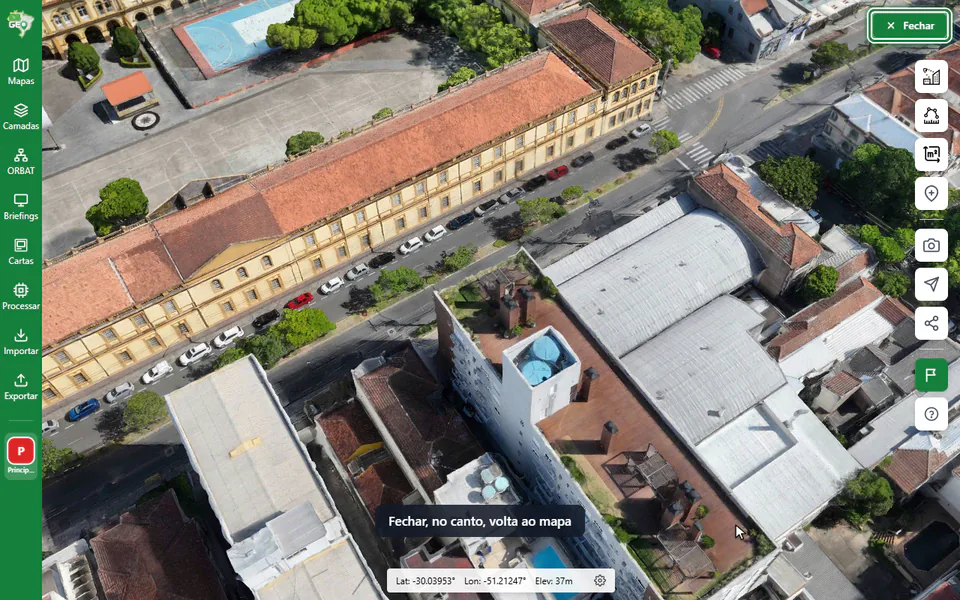 GEO
Mapas
Camadas
ORBAT
Briefings
Cartas
Processar
Importar
Exportar
P
Princip...
× Fechar
m²
Fechar, no canto, volta ao mapa
Lat: -30.03953° Lon: -51.21247° Elev: 37m